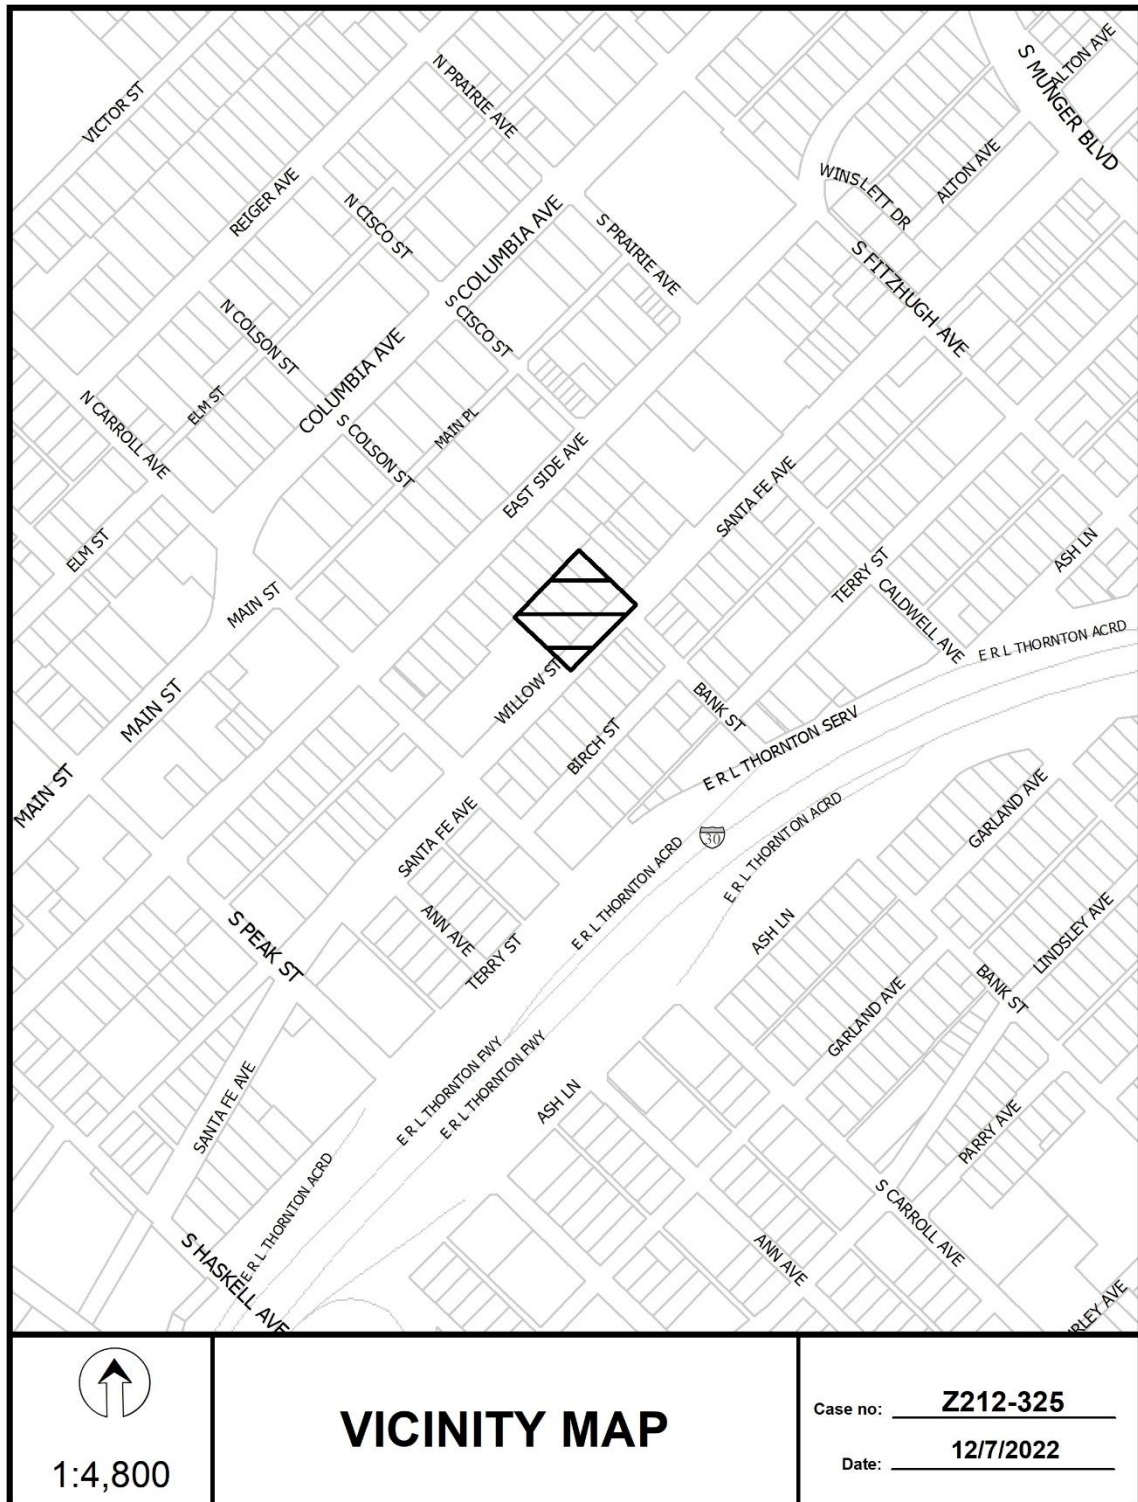 N PRAIRIE AVE
S MUNGER BLVD
ALTON AVE
VICTOR ST
WINSLETT DR
ALTON AVE
REIGER AVE
N CISCO ST
COLUMBIA AVE
S PRAIRIE AVE
S FITZHUGH AVE
S CISCO ST
N COLSON ST
COLUMBIA AVE
ELM ST
N CARROLL AVE
S COLSON ST
MAIN PL
EAST SIDE AVE
SANTA FE AVE
ELM ST
ASH LN
TERRY ST
CALDWELL AVE
MAIN ST
E R L THORNTON ACRD
WILLOW ST
BANK ST
MAIN ST
BIRCH ST
E R L THORNTON SERV
MAIN ST
GARLAND AVE
30
SANTA FE AVE
E R L THORNTON ACRD
E R L THORNTON ACRD
S PEAK ST
ANN AVE
TERRY ST
ASH LN
LINDSLEY AVE
BANK ST
GARLAND AVE
E R L THORNTON FWY
E R L THORNTON FWY
SANTA FE AVE
ASH LN
PARRY AVE
E R L THORNTON ACRD
S CARROLL AVE
S HASKELL AVE
ANN AVE
RLEY AVE
1:4,800
VICINITY MAP
Case no: Z212-325
Date: 12/7/2022